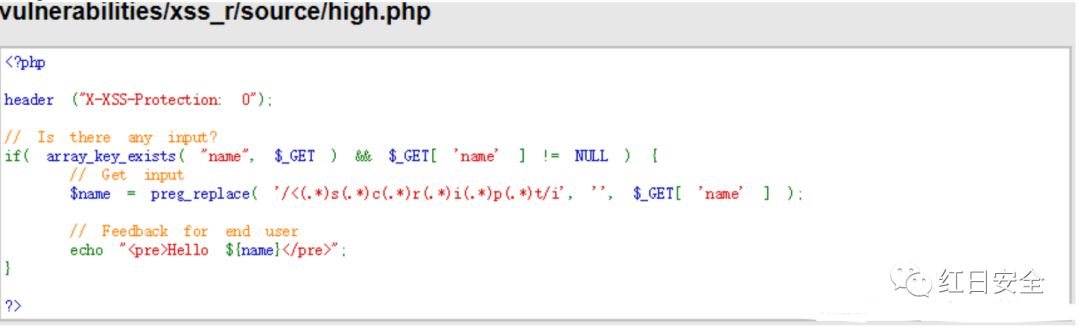 vulnerabilities/xss_r/source/high.php
<?php
header ("X-XSS-Protection: 0");
// Is there any input?
if( array_key_exists( "name", $_GET ) && $_GET[ 'name' ] != NULL ) {
// Get input
$name = preg_replace( '/<(.*)s(.*)c(.*)r(.*)i(.*)p(.*)t/i', '', $_GET[ 'name' ] );
// Feedback for end user
echo "<pre>Hello ${name}</pre>";
}
?>
红日安全